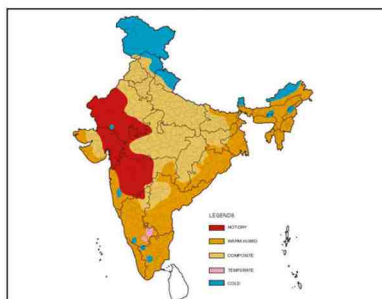 LEGENDS
HOT-DRY
WARM-HUMID
COMPOSITE
TEMPERATE
COLD